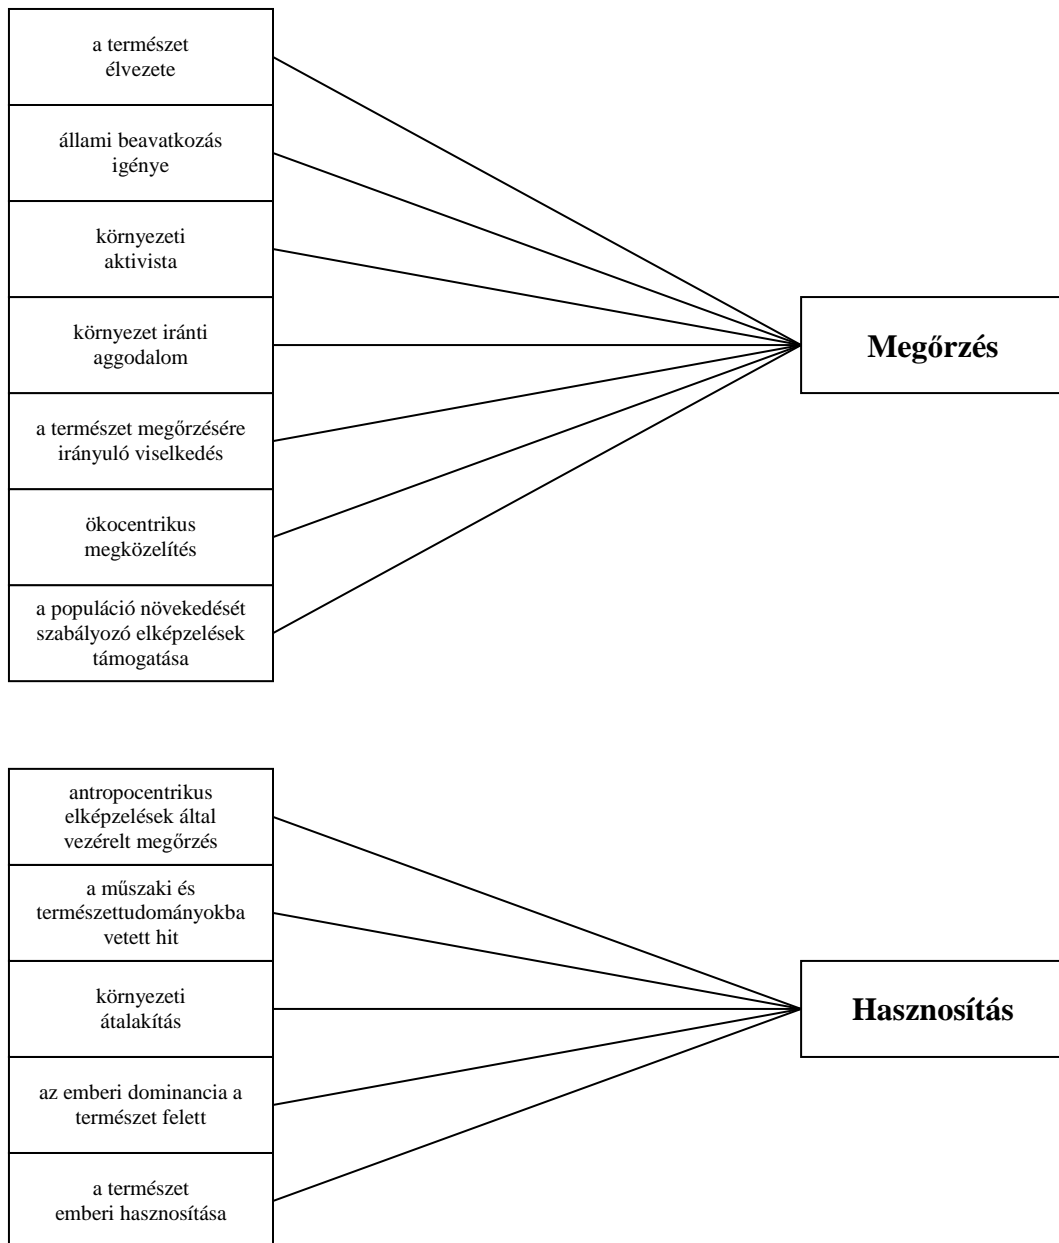 a természet
élvezete
állami beavatkozás
igénye
környezeti
aktivista
környezet iránti
aggodalom
a természet megőrzésére
irányuló viselkedés
ökocentrikus
megközelítés
a populáció növekedését
szabályozó elképzelések
támogatása
Megőrzés
antropocentrikus
elképzelések által
vezérelt megőrzés
a műszaki és
természettudományokba
vetett hit
környezeti
átalakítás
az emberi dominancia a
természet felett
a természet
emberi hasznosítása
Hasznosítás